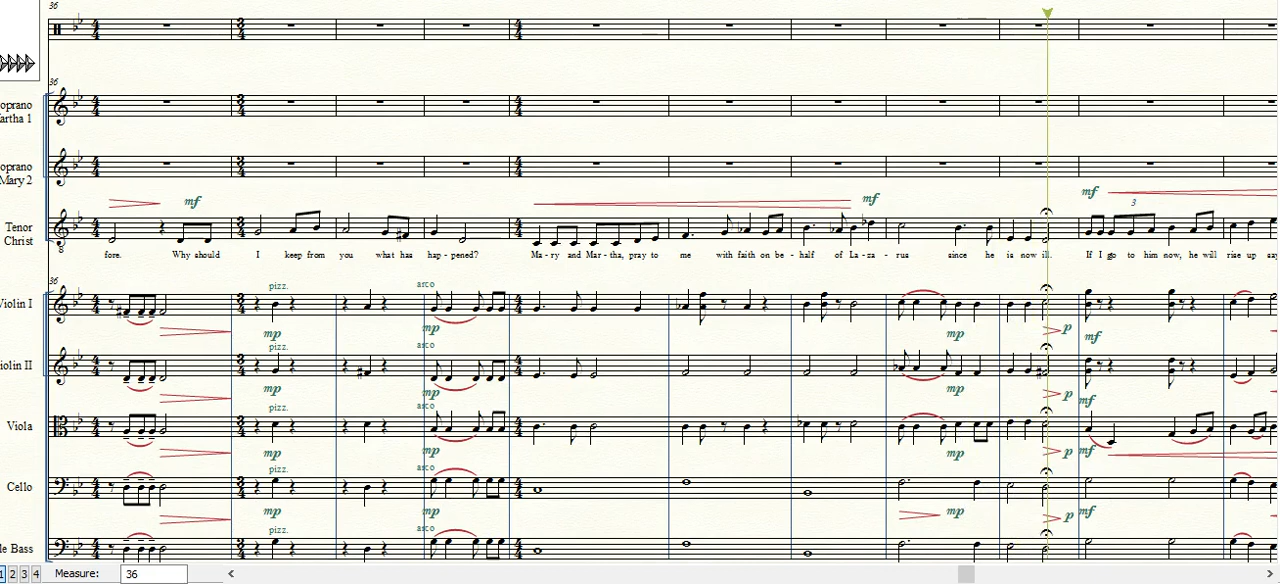 36
36
oprano
artha 1
oprano
Mary 2
mf mf mf
3
Tenor
Christ
8
fore. Why should I keep from you what has hap - pened? Ma - ry and Mar - tha, pray to me with faith on be - half of La - za - rus since he is now ill. If I go to him now, he will rise up say
36
pizz. arco
iolin I
mp mp mp p mf
pizz. arco
iolin II
mp mp mp p mf
pizz. arco
Viola
mp mp mp p mf
pizz. arco
Cello
mp mp mp p mf
pizz. arco
le Bass
1 2 3 4 Measure: 36